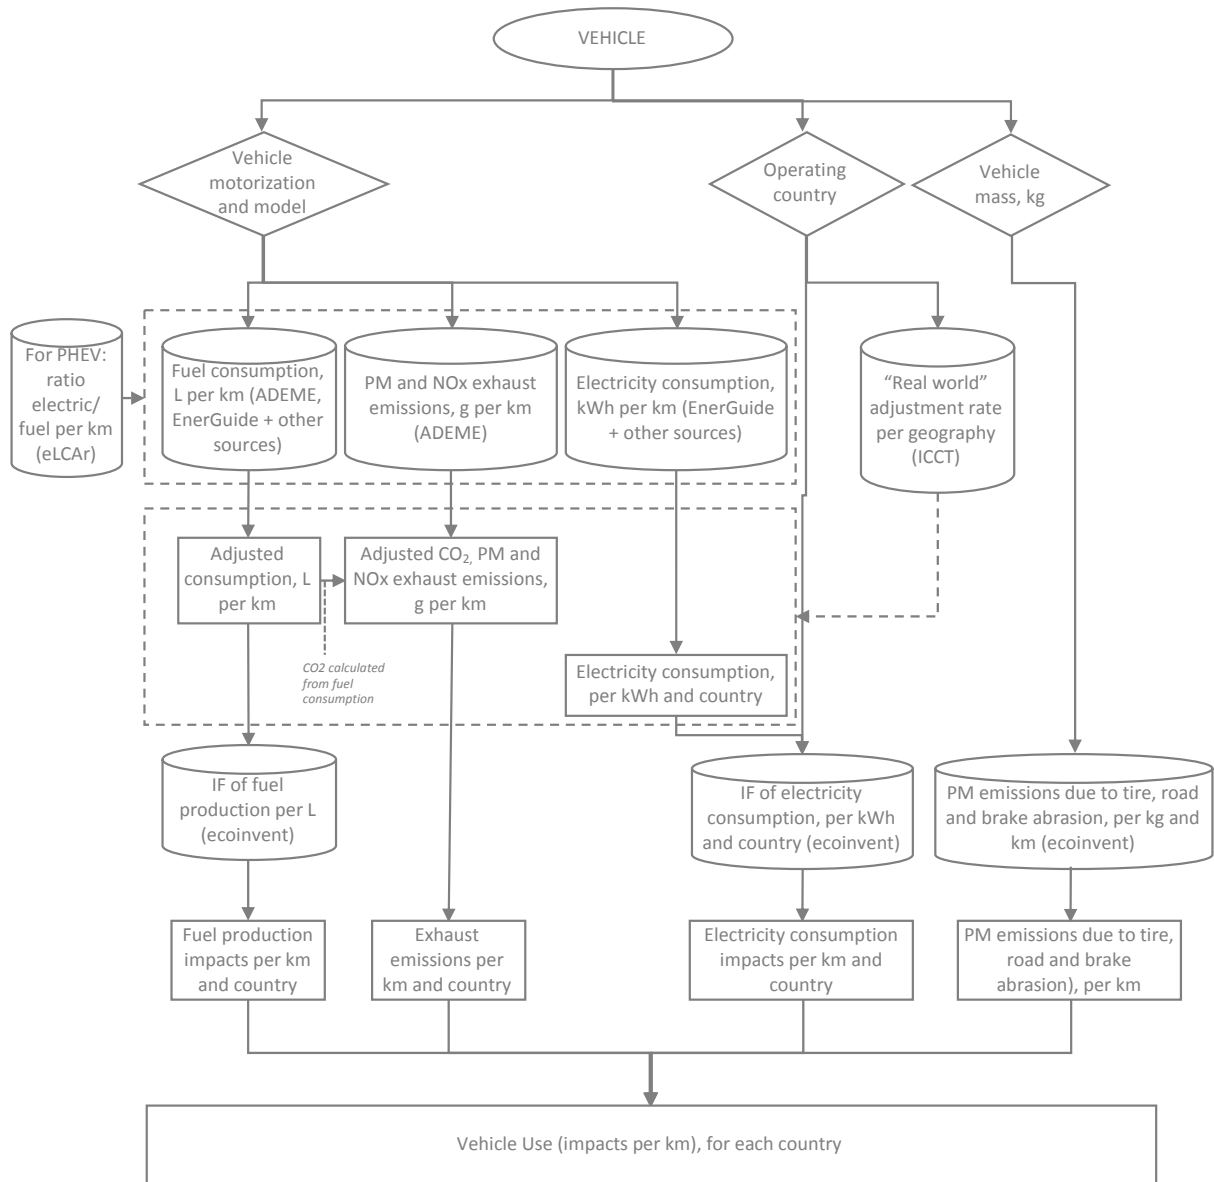 VEHICLE
Vehicle
motorization
and model
Operating
country
Vehicle
mass, kg
For PHEV:
ratio
electric/
fuel per km
(eLCAr)
Fuel consumption,
L per km (ADEME,
EnerGuide + other
sources)
PM and NOx exhaust
emissions, g per km
(ADEME)
Electricity consumption,
kWh per km (EnerGuide
+ other sources)
“Real world”
adjustment rate
per geography
(ICCT)
Adjusted
consumption, L
per km
Adjusted CO₂, PM and
NOx exhaust emissions,
g per km
CO2 calculated
from fuel
consumption
Electricity consumption,
per kWh and country
IF of fuel
production per L
(ecoinvent)
IF of electricity
consumption, per kWh
and country (ecoinvent)
PM emissions due to tire, road
and brake abrasion, per kg and
km (ecoinvent)
Fuel production
impacts per km
and country
Exhaust
emissions per
km and country
Electricity consumption
impacts per km and
country
PM emissions due to tire,
road and brake
abrasion), per km
Vehicle Use (impacts per km), for each country